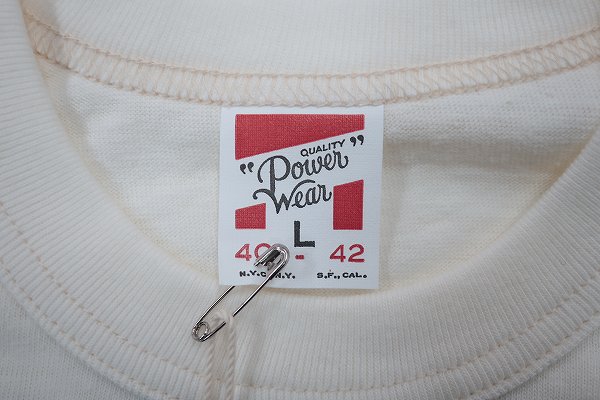 QUALITY
"Power"
Wear
L
40 - 42
N.Y.C. N.Y. S.F., CAL.